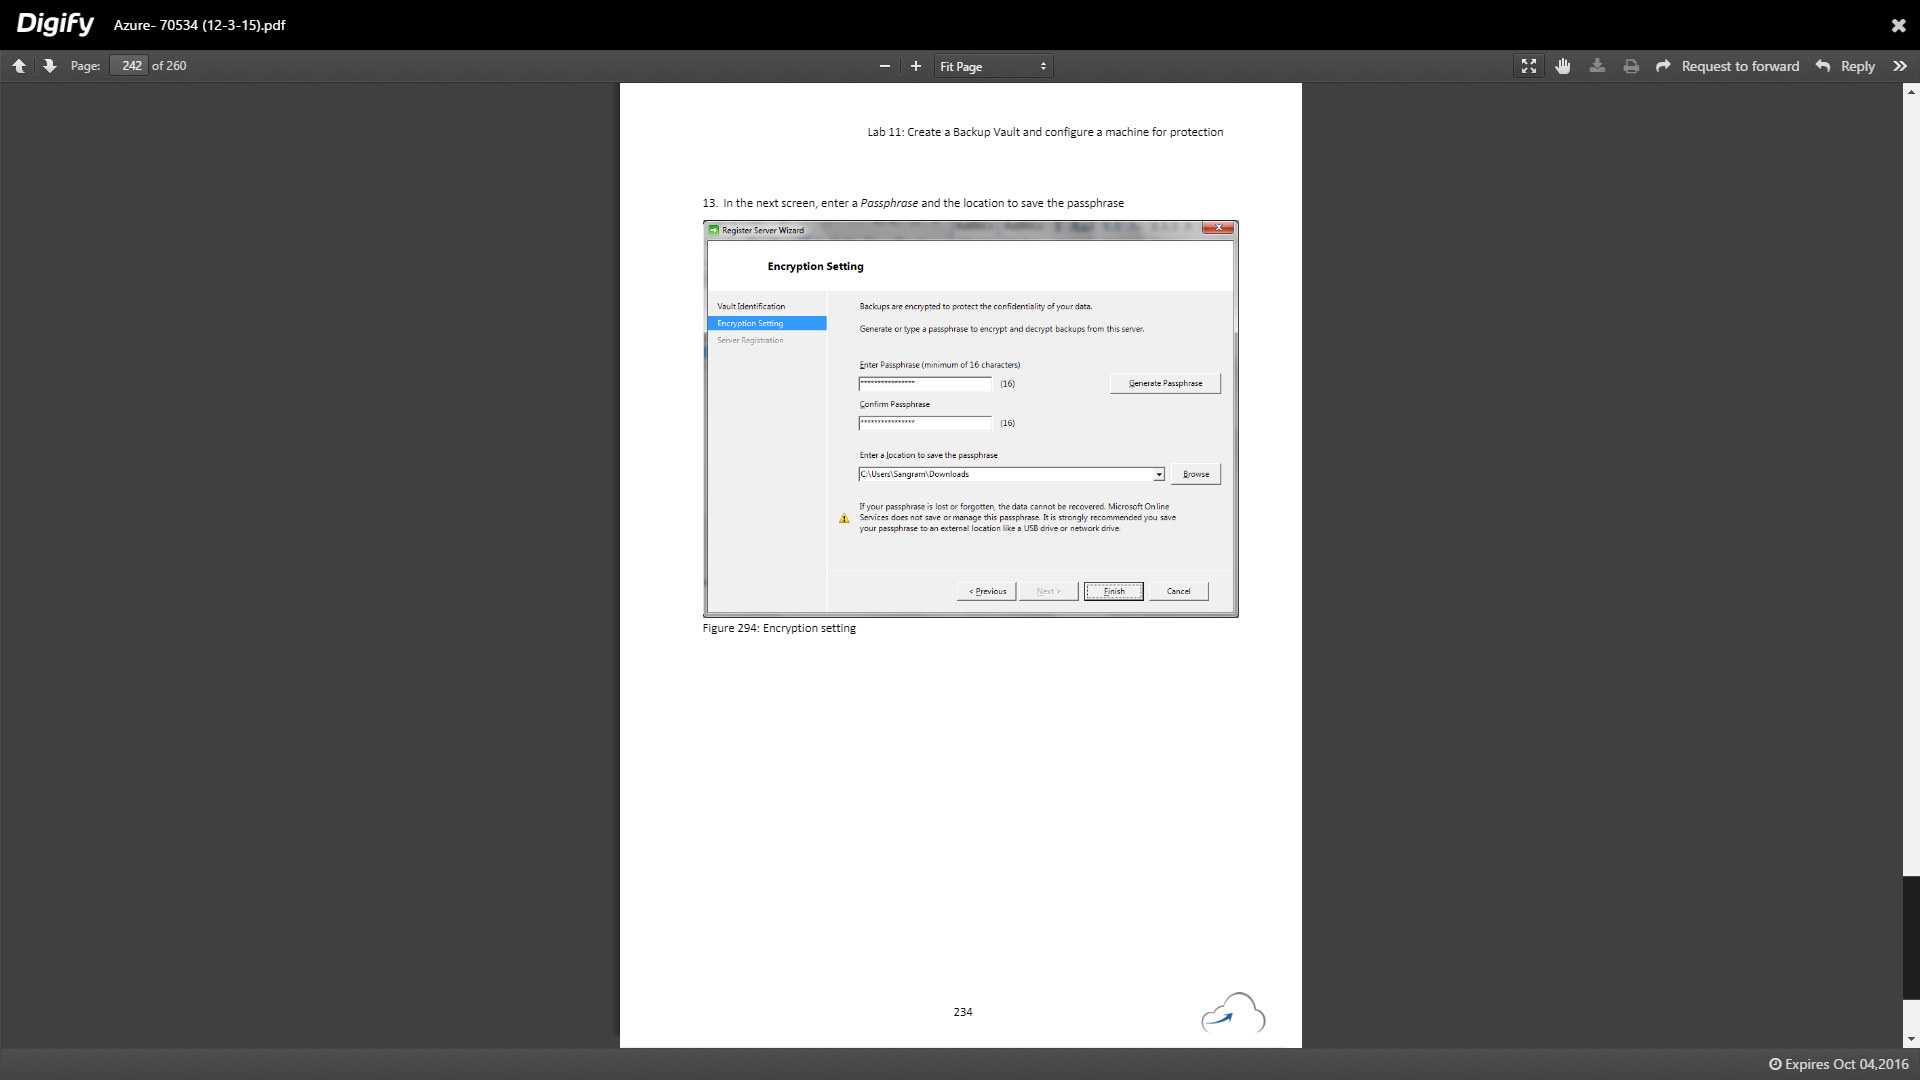 Digify Azure- 70534 (12-3-15).pdf
Page: 242 of 260 Fit Page Request to forward Reply
Lab 11: Create a Backup Vault and configure a machine for protection
13. In the next screen, enter a Passphrase and the location to save the passphrase
Register Server Wizard
Encryption Setting
Vault Identification
Encryption Setting
Server Registration
Backups are encrypted to protect the confidentiality of your data.
Generate or type a passphrase to encrypt and decrypt backups from this server.
Enter Passphrase (minimum of 16 characters)
**************** (16) Generate Passphrase
Confirm Passphrase
**************** (16)
Enter a location to save the passphrase
C:\Users\Sangram\Downloads Browse
If your passphrase is lost or forgotten, the data cannot be recovered. Microsoft Online
Services does not save or manage this passphrase. It is strongly recommended you save
your passphrase to an external location like a USB drive or network drive.
< Previous Next > Finish Cancel
Figure 294: Encryption setting
234
Expires Oct 04,2016